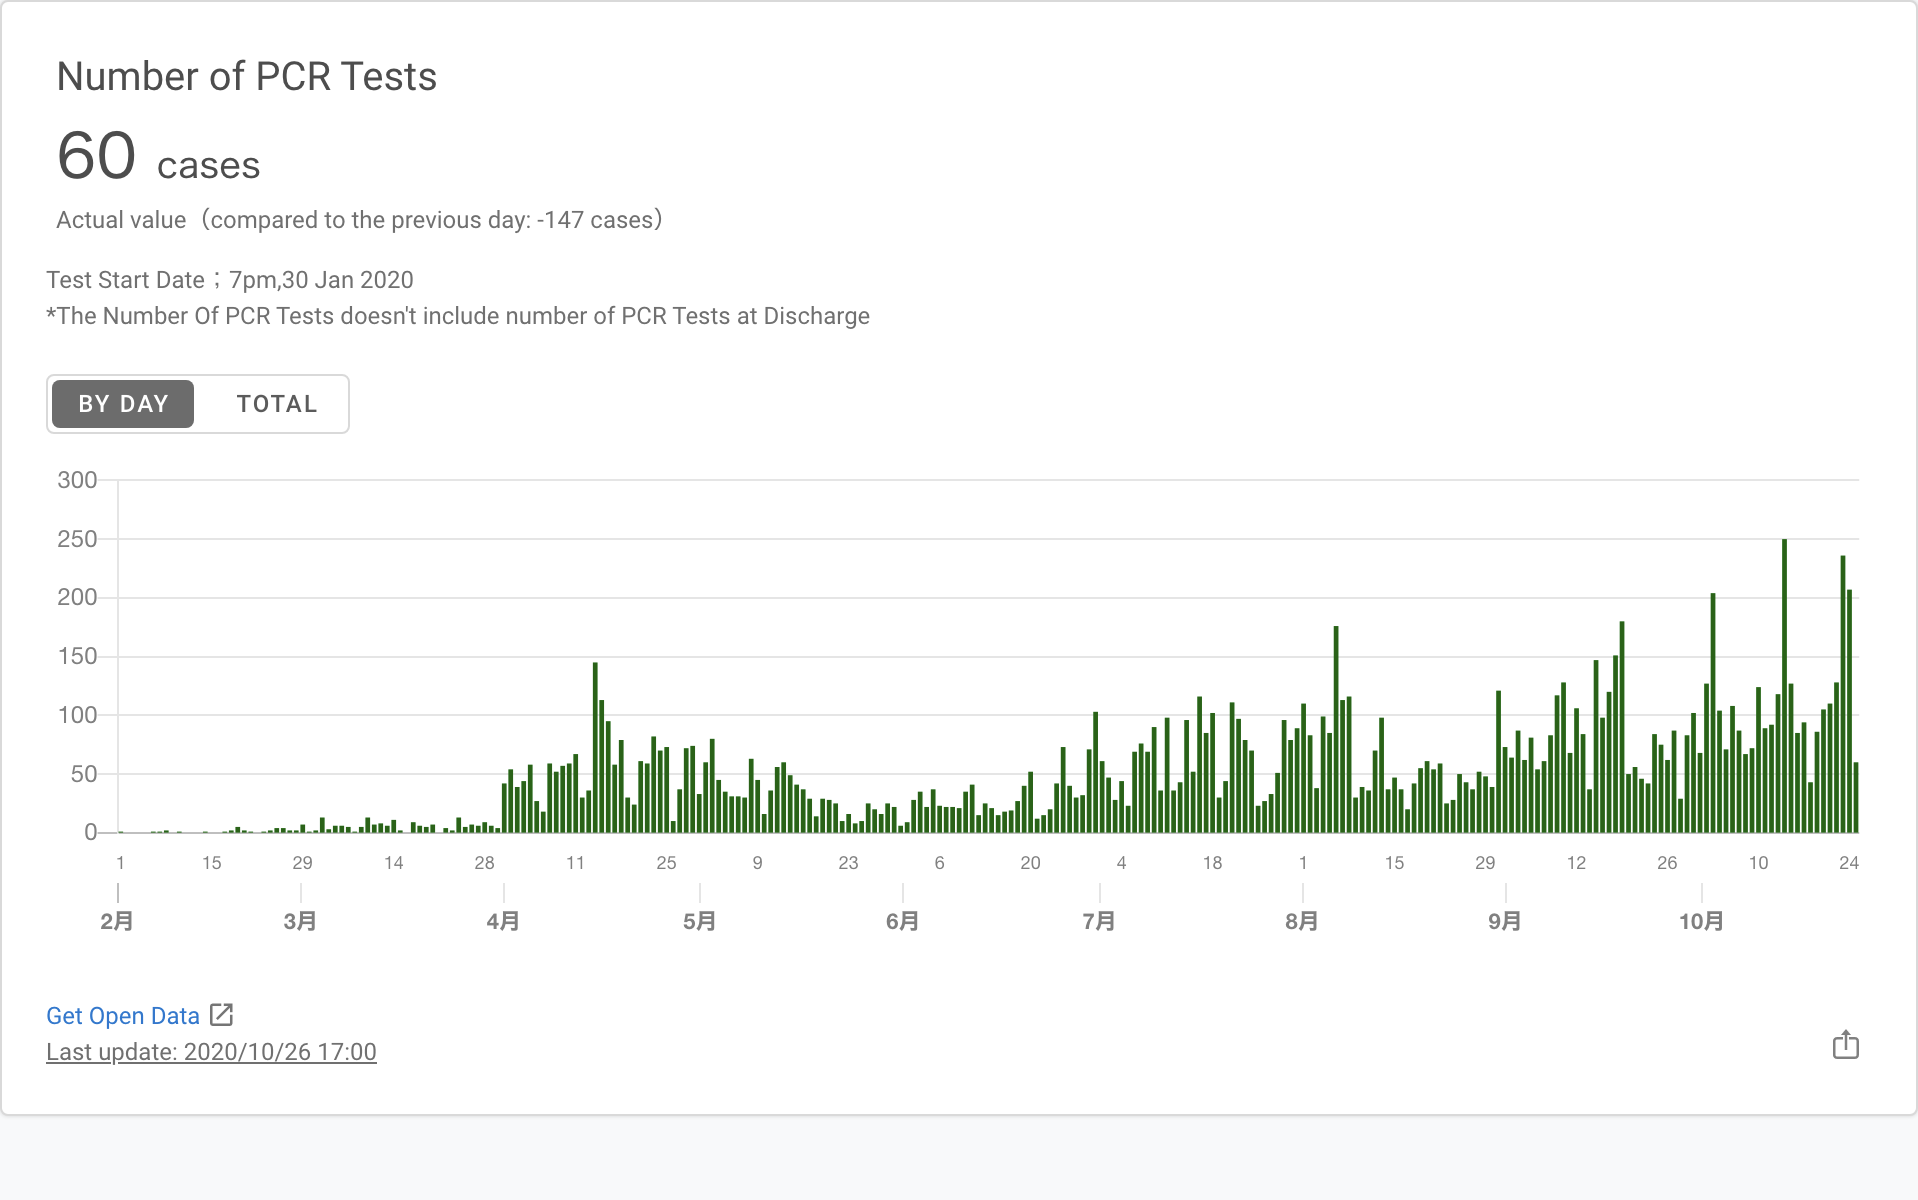 Number of PCR Tests
60 cases
Actual value（compared to the previous day: -147 cases）
Test Start Date；7pm,30 Jan 2020
*The Number Of PCR Tests doesn't include number of PCR Tests at Discharge
BY DAY TOTAL
300
250
200
150
100
50
0
1 15 29 14 28 11 25 9 23 6 20 4 18 1 15 29 12 26 10 24
2月 3月 4月 5月 6月 7月 8月 9月 10月
Get Open Data
Last update: 2020/10/26 17:00